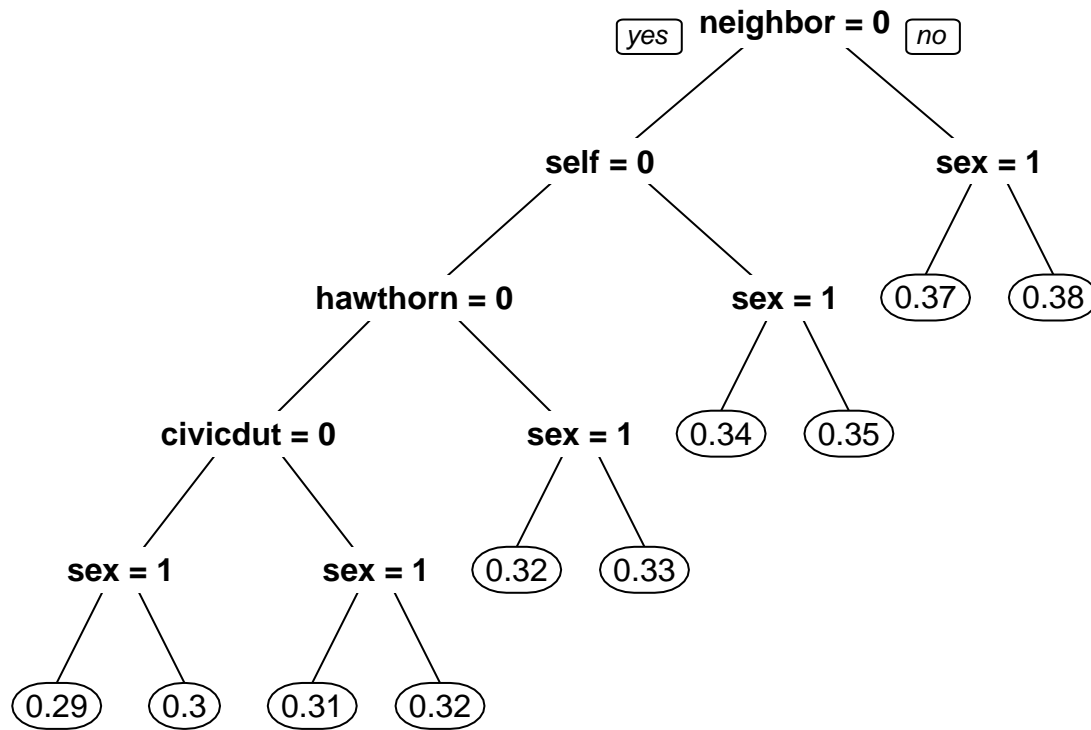 yes neighbor = 0 no
self = 0 sex = 1
hawthorn = 0 sex = 1 0.37 0.38
civicdut = 0 sex = 1 0.34 0.35
sex = 1 sex = 1 0.32 0.33
0.29 0.3 0.31 0.32